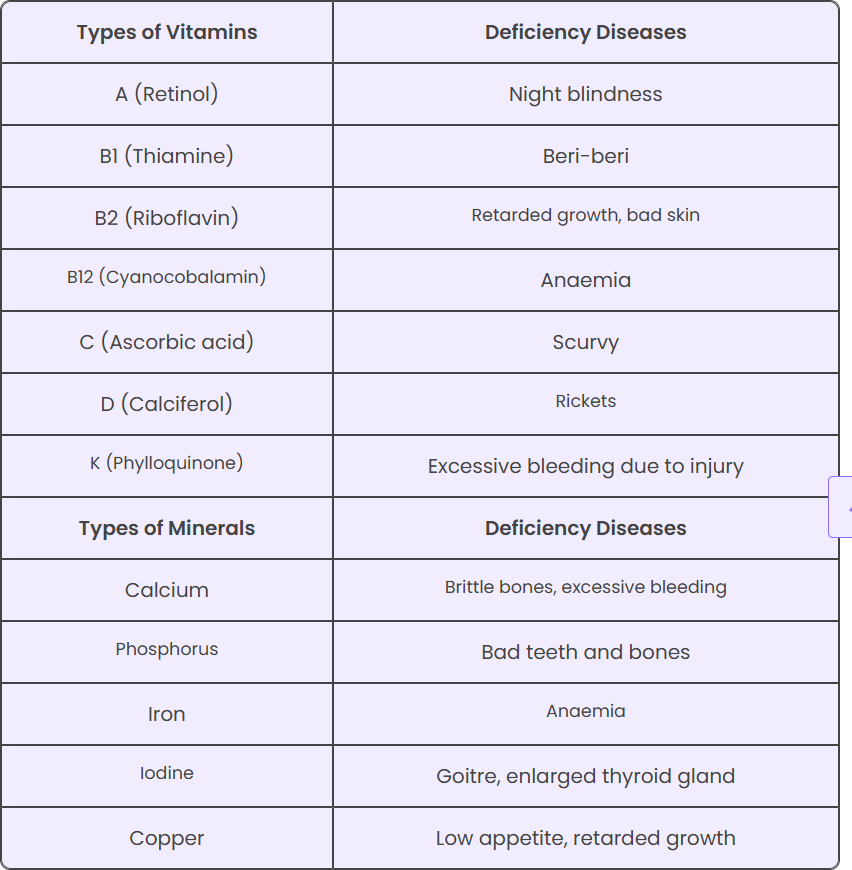 Types of Vitamins Deficiency Diseases
A (Retinol) Night blindness
B1 (Thiamine) Beri-beri
B2 (Riboflavin) Retarded growth, bad skin
B12 (Cyanocobalamin) Anaemia
C (Ascorbic acid) Scurvy
D (Calciferol) Rickets
K (Phylloquinone) Excessive bleeding due to injury
Types of Minerals Deficiency Diseases
Calcium Brittle bones, excessive bleeding
Phosphorus Bad teeth and bones
Iron Anaemia
Iodine Goitre, enlarged thyroid gland
Copper Low appetite, retarded growth